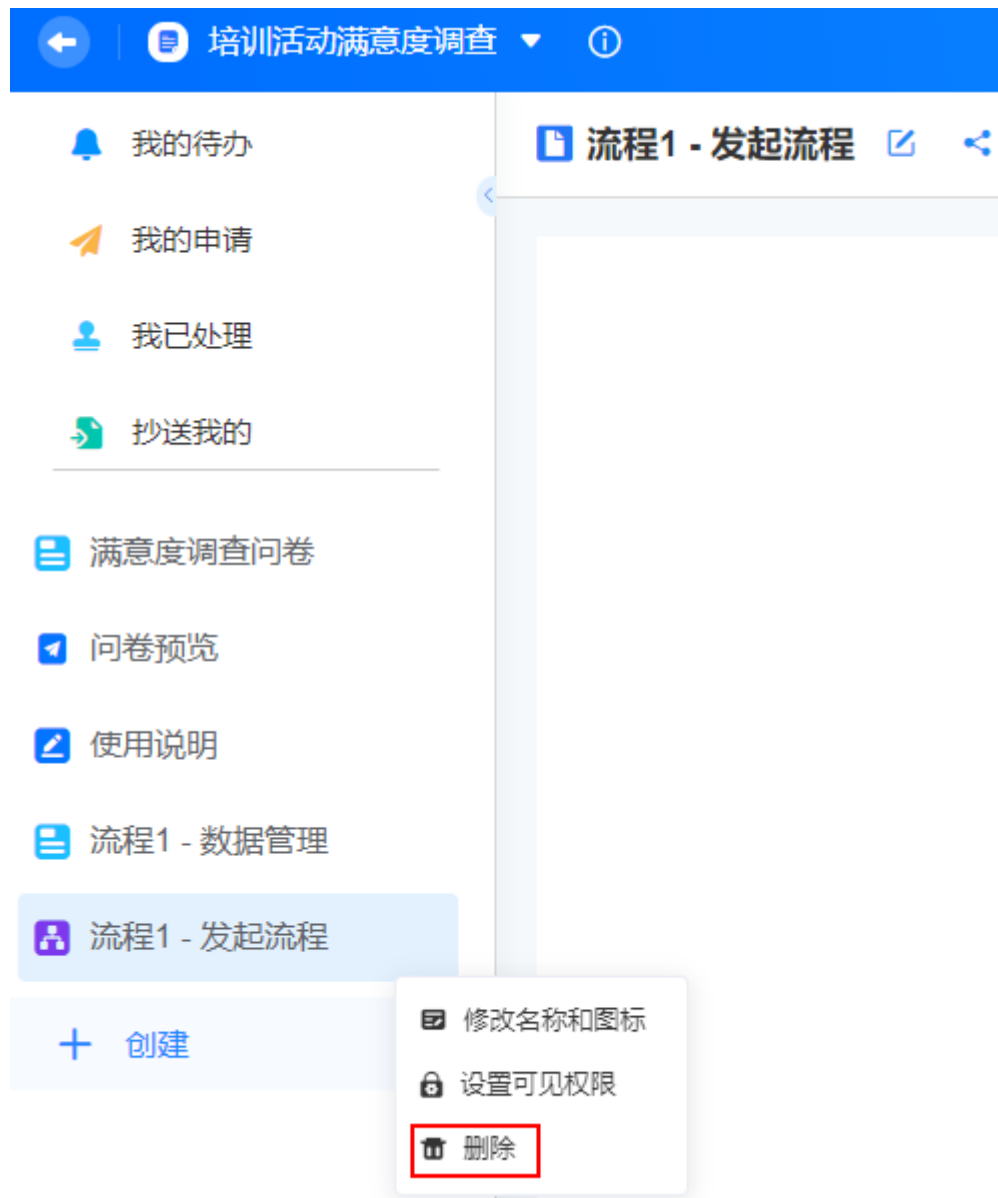 培训活动满意度调查
我的待办
流程1 - 发起流程
我的申请
我已处理
抄送我的
满意度调查问卷
问卷预览
使用说明
流程1 - 数据管理
流程1 - 发起流程
创建
修改名称和图标
设置可见权限
删除